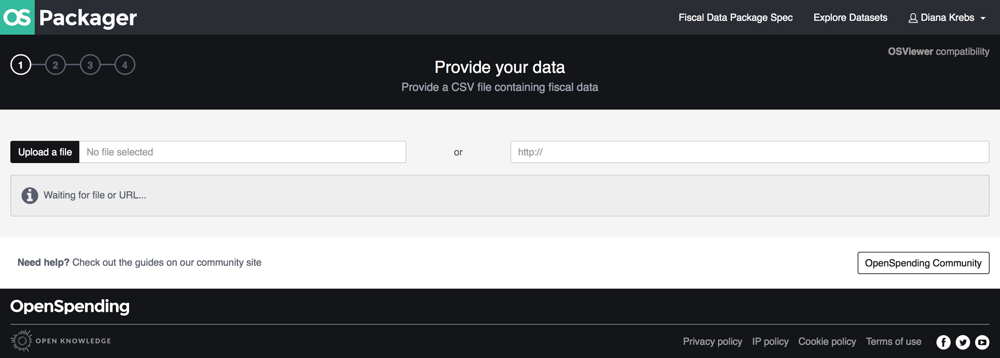 OS Packager
Fiscal Data Package Spec
Explore Datasets
Diana Krebs
1 2 3 4
Provide your data
Provide a CSV file containing fiscal data
OSViewer compatibility
Upload a file
No file selected
or
http://
Waiting for file or URL...
Need help? Check out the guides on our community site
OpenSpending Community
OpenSpending
OPEN KNOWLEDGE
Privacy policy
IP policy
Cookie policy
Terms of use